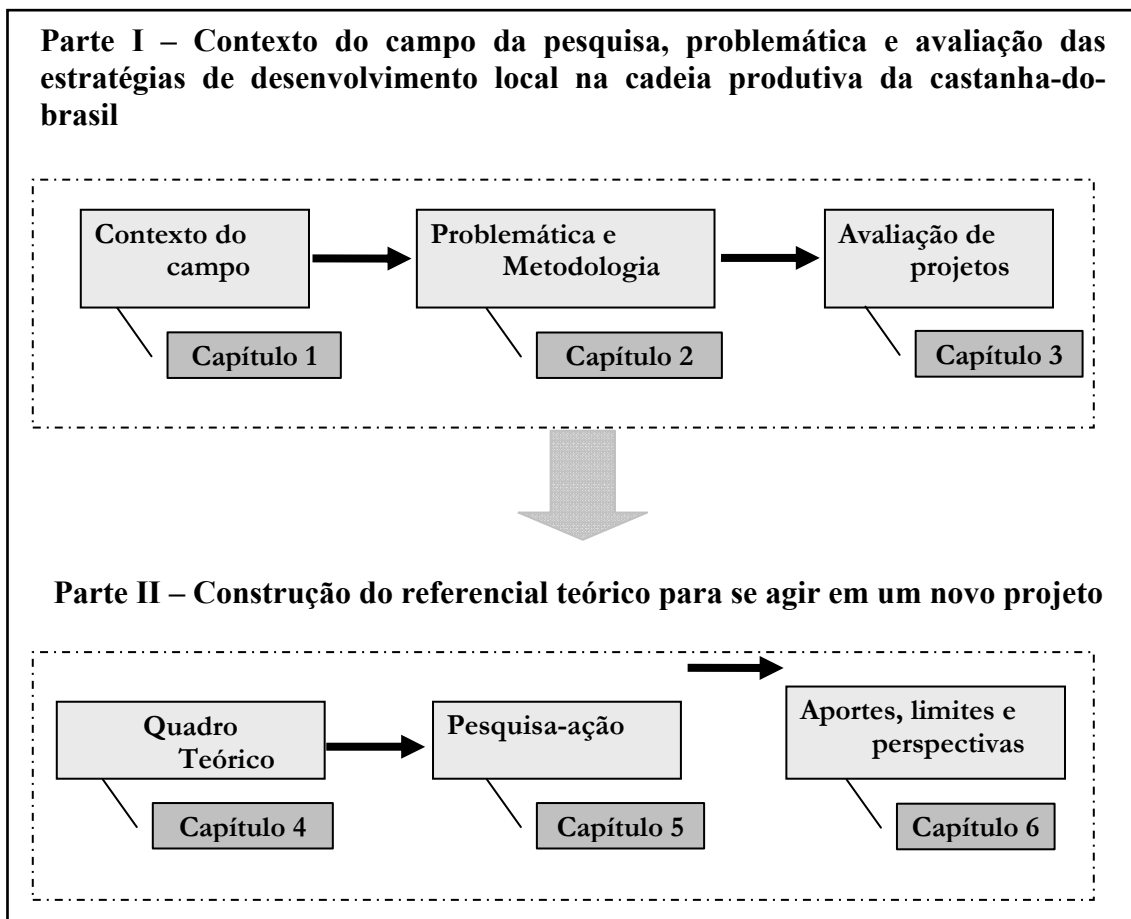 Parte I – Contexto do campo da pesquisa, problemática e avaliação das
estratégias de desenvolvimento local na cadeia produtiva da castanha-do-
brasil
Contexto do
campo
Problemática e
Metodologia
Avaliação de
projetos
Capítulo 1
Capítulo 2
Capítulo 3
Parte II – Construção do referencial teórico para se agir em um novo projeto
Quadro
Teórico
Pesquisa-ação
Aportes, limites e
perspectivas
Capítulo 4
Capítulo 5
Capítulo 6